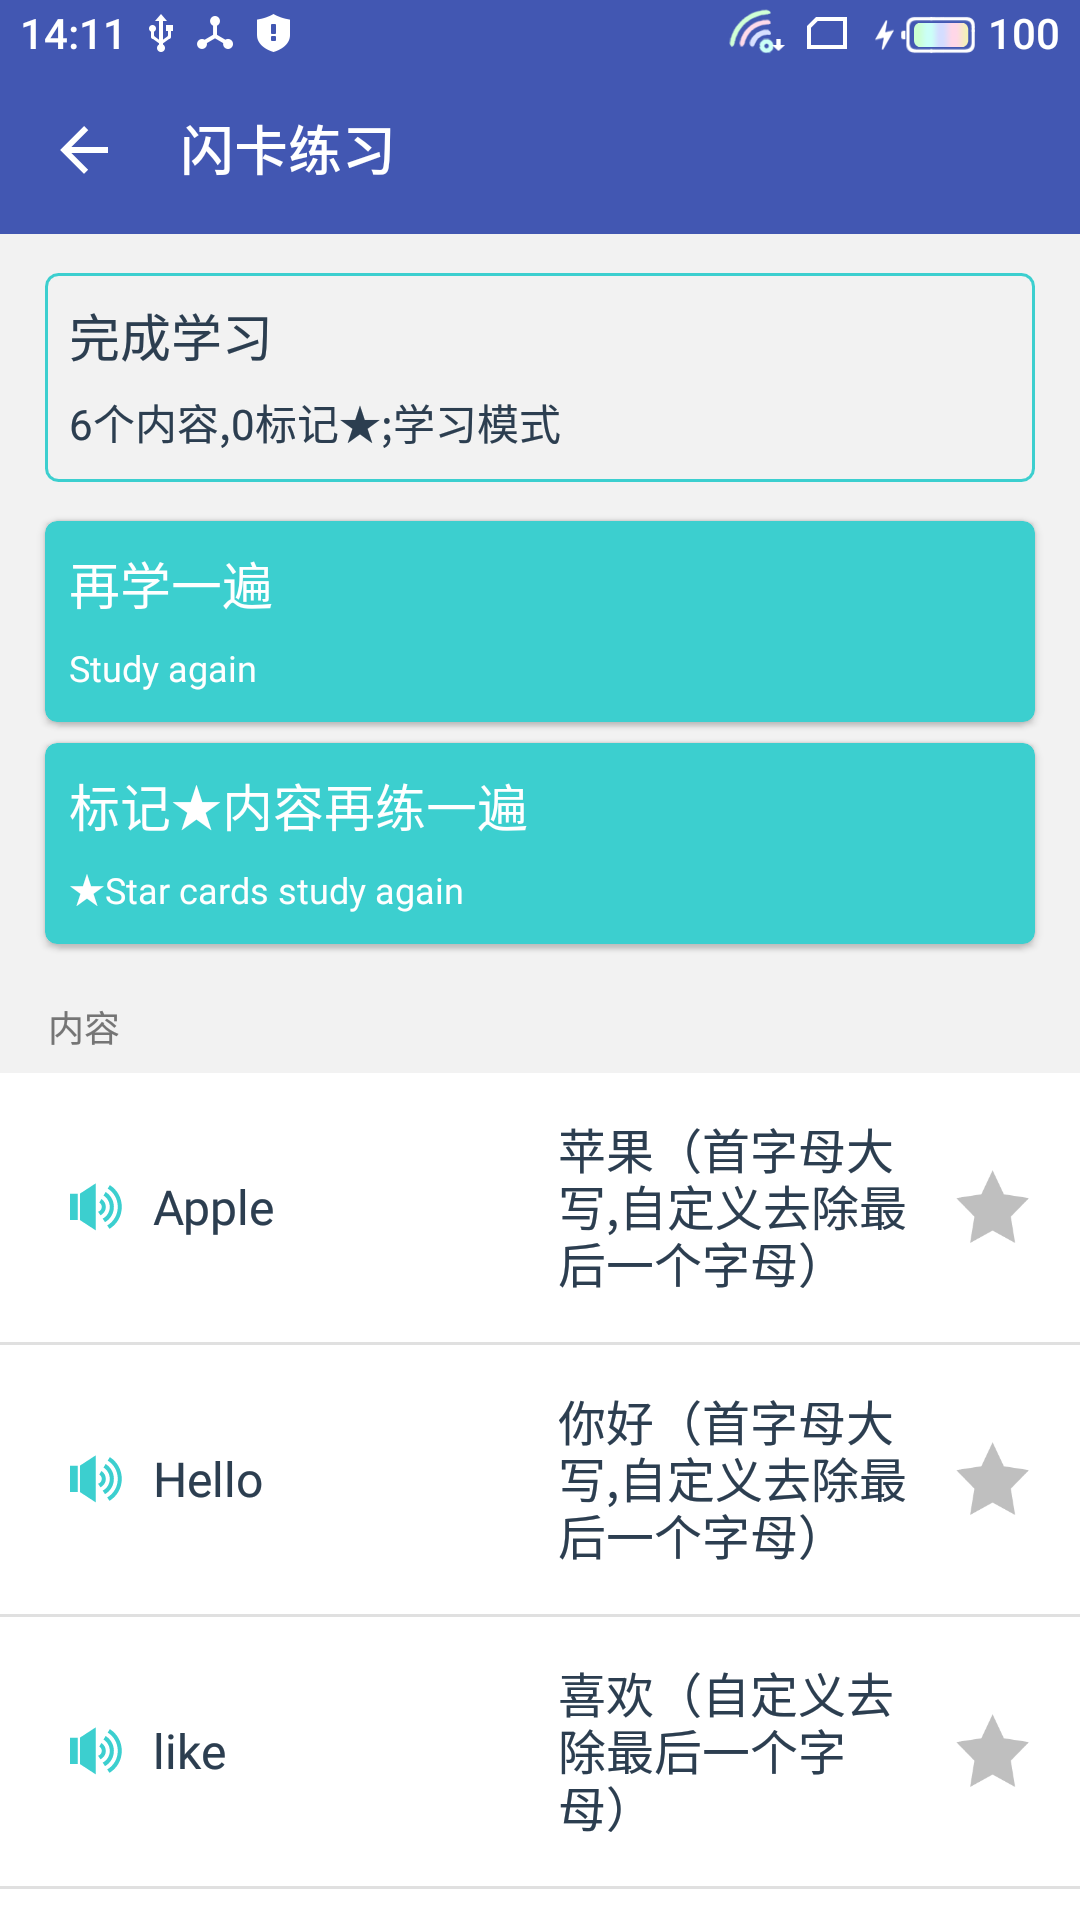 14:11
100
闪卡练习
完成学习
6个内容,0标记★;学习模式
再学一遍
Study again
标记★内容再练一遍
★Star cards study again
内容
Apple
苹果（首字母大
写,自定义去除最
后一个字母）
Hello
你好（首字母大
写,自定义去除最
后一个字母）
like
喜欢（自定义去
除最后一个字
母）